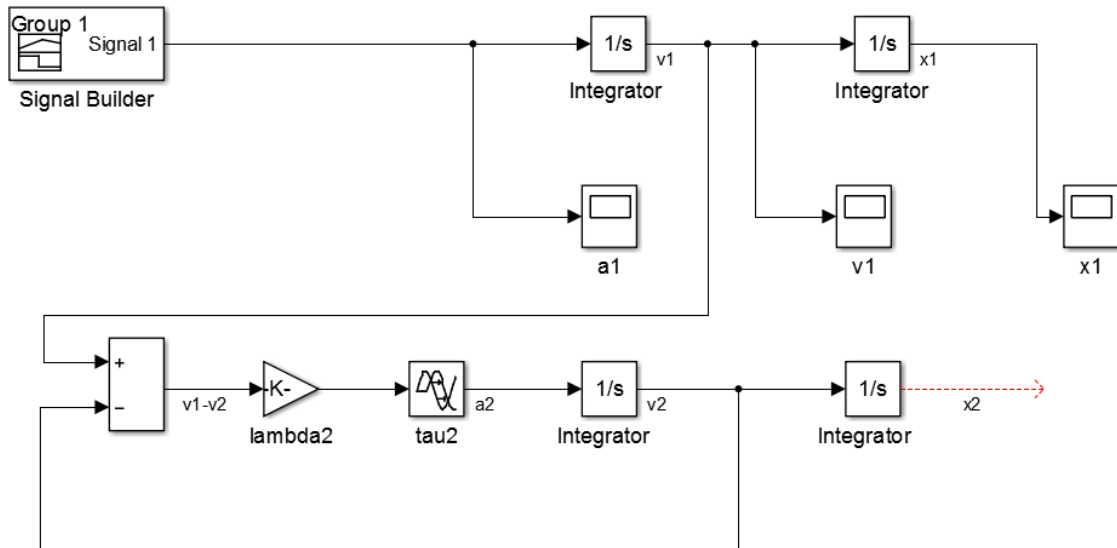 Group 1
Signal 1
Signal Builder
1/s
v1
Integrator
1/s
x1
Integrator
a1
v1
x1
+
−
v1-v2
-K-
lambda2
tau2
a2
1/s
v2
Integrator
1/s
x2
Integrator